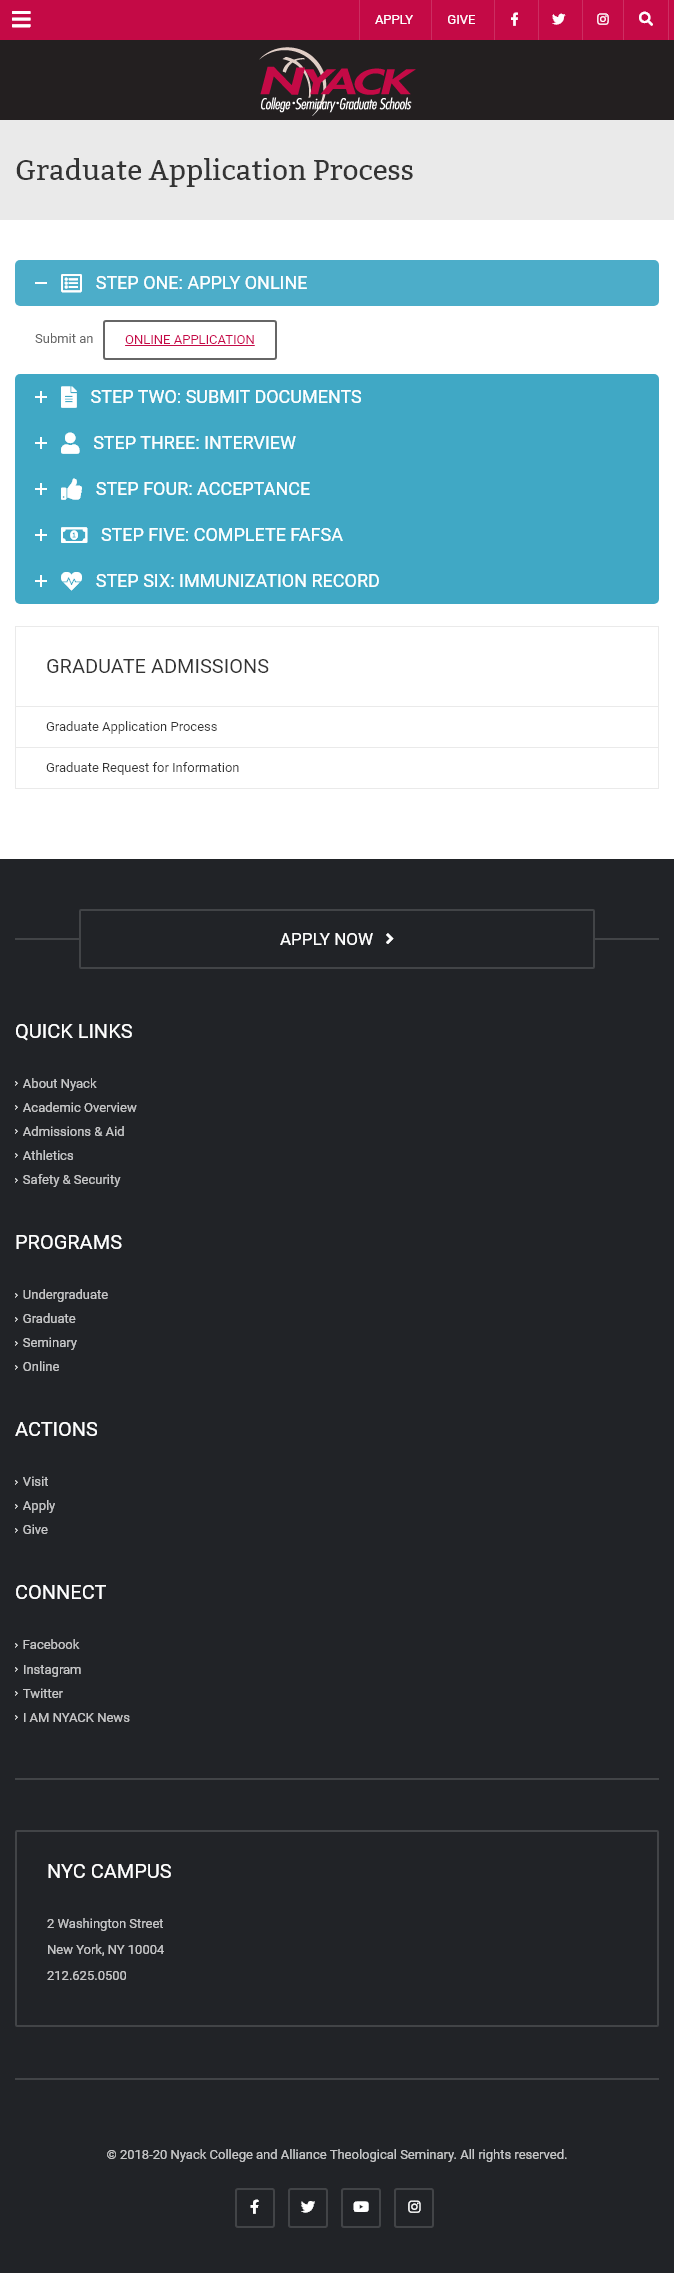 APPLY GIVE
NYACK
College • Seminary • Graduate Schools
Graduate Application Process
STEP ONE: APPLY ONLINE
Submit an ONLINE APPLICATION
STEP TWO: SUBMIT DOCUMENTS
STEP THREE: INTERVIEW
STEP FOUR: ACCEPTANCE
STEP FIVE: COMPLETE FAFSA
STEP SIX: IMMUNIZATION RECORD
GRADUATE ADMISSIONS
Graduate Application Process
Graduate Request for Information
APPLY NOW
QUICK LINKS
About Nyack
Academic Overview
Admissions & Aid
Athletics
Safety & Security
PROGRAMS
Undergraduate
Graduate
Seminary
Online
ACTIONS
Visit
Apply
Give
CONNECT
Facebook
Instagram
Twitter
I AM NYACK News
NYC CAMPUS
2 Washington Street
New York, NY 10004
212.625.0500
© 2018-20 Nyack College and Alliance Theological Seminary. All rights reserved.